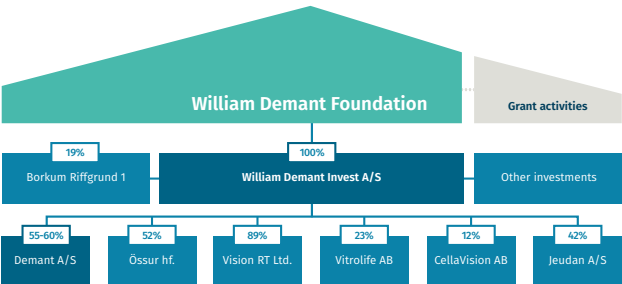 William Demant Foundation
Grant activities
19%
100%
Borkum Riffgrund 1
William Demant Invest A/S
Other investments
55-60%
52%
89%
23%
12%
42%
Demant A/S
Össur hf.
Vision RT Ltd.
Vitrolife AB
CellaVision AB
Jeudan A/S